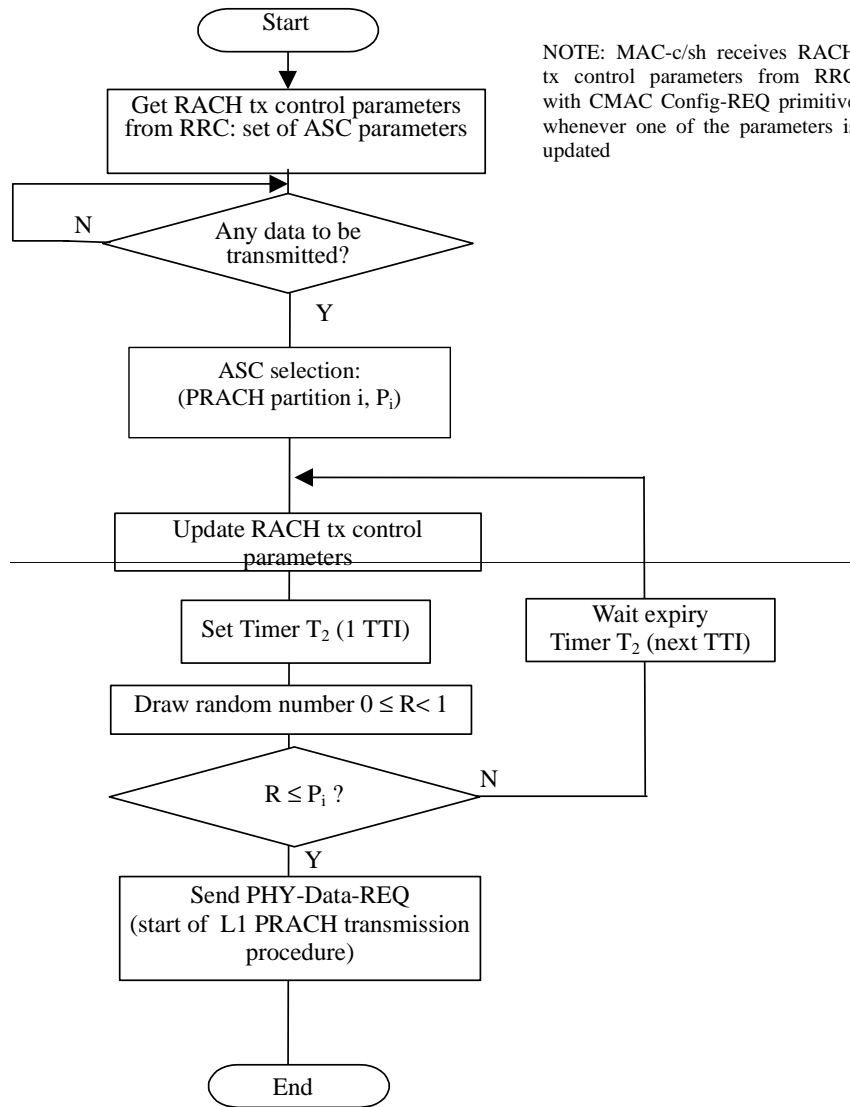 Start
NOTE: MAC-c/sh receives RACH
tx control parameters from RRC
with CMAC Config-REQ primitive
whenever one of the parameters is
updated
Get RACH tx control parameters
from RRC: set of ASC parameters
N
Any data to be
transmitted?
Y
ASC selection:
(PRACH partition i, Pi)
Update RACH tx control
parameters
Set Timer T2 (1 TTI)
Wait expiry
Timer T2 (next TTI)
Draw random number 0 ≤ R< 1
N
R ≤ Pi ?
Y
Send PHY-Data-REQ
(start of L1 PRACH transmission
procedure)
End